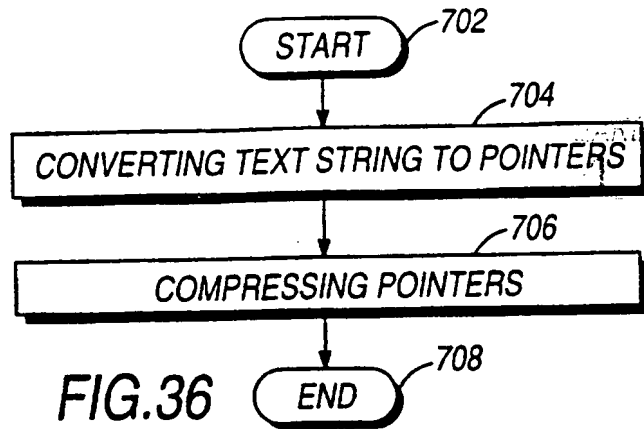 START
702
704
CONVERTING TEXT STRING TO POINTERS
706
COMPRESSING POINTERS
708
FIG.36
END